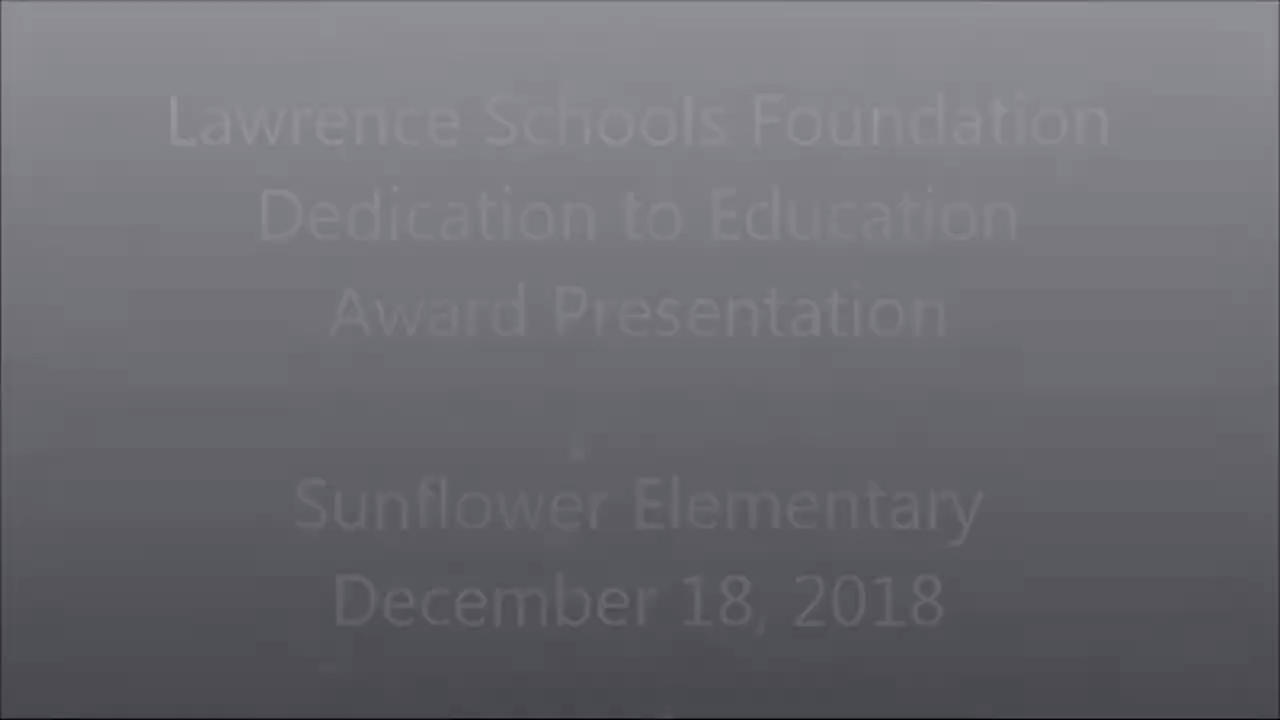 Lawrence Schools Foundation
Dedication to Education
Award Presentation
Sunflower Elementary
December 18, 2018